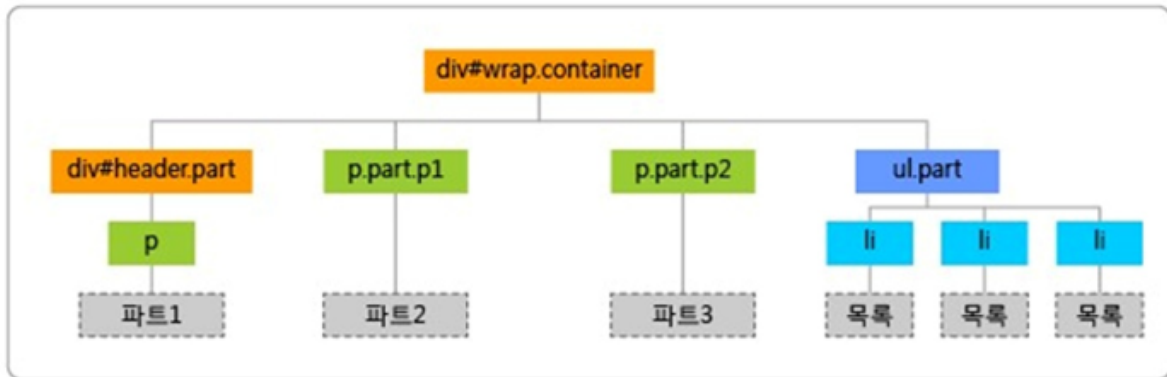 div#wrap.container
div#header.part p.part.p1 p.part.p2 ul.part
p li li li
파트1 파트2 파트3 목록 목록 목록